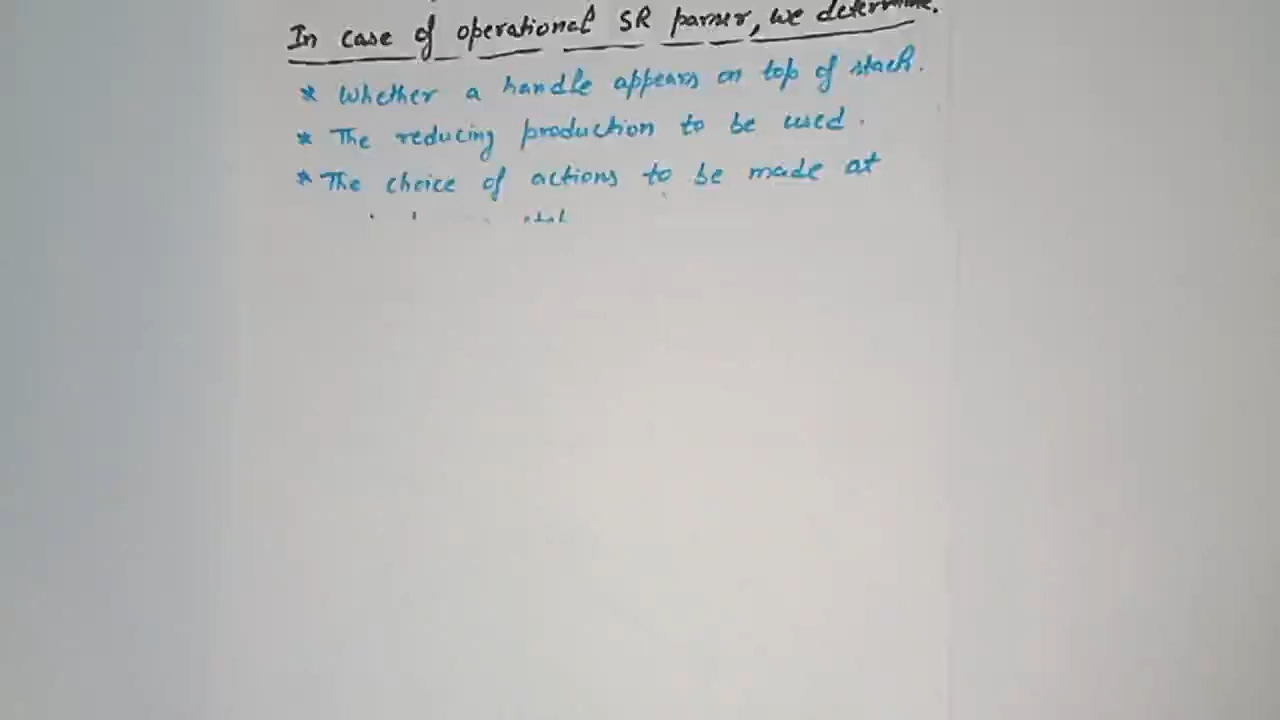 In case of operational SR parser, we determine.
* Whether a handle appears on top of stack.
* The reducing production to be used.
* The choice of actions to be made at